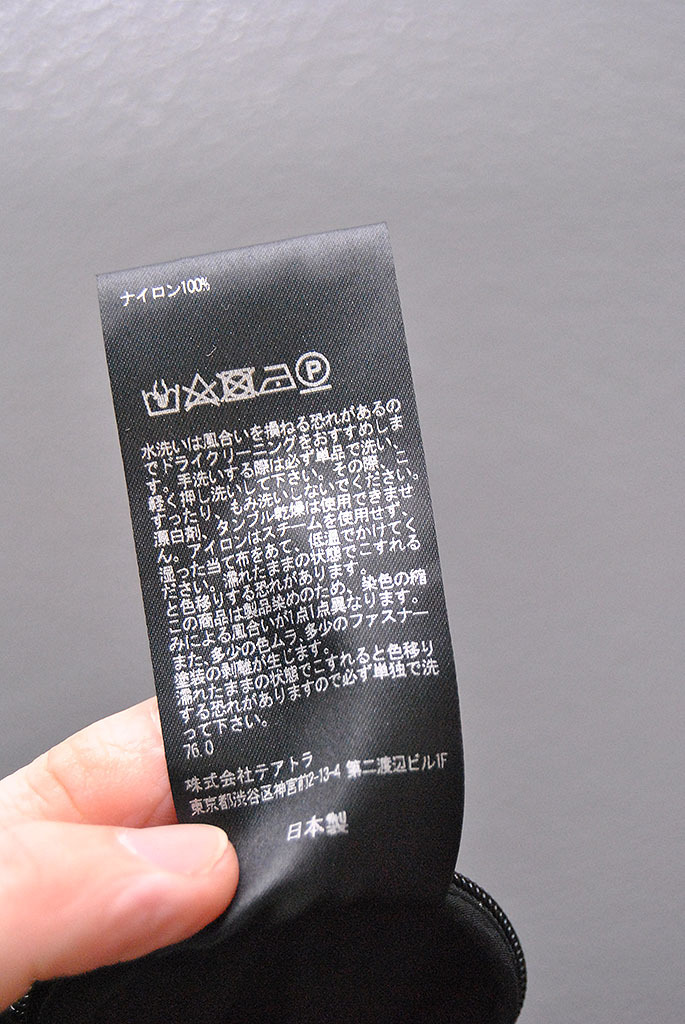 ナイロン100%
P
水洗いは風合いを損ねる恐れがあるの
でドライクリーニングをおすすめしま
す。手洗いする際は必ず単品で洗い、
軽く押し洗いして下さい。その際、こ
すったり、もみ洗いしないでください。
漂白剤、タンブル乾燥は使用できませ
ん。アイロンはスチームを使用せず、
湿った当て布をあて、低温でかけてく
ださい。濡れたままの状態でこすれる
と色移りする恐れがあります。
この商品は製品染めのため、染色の縮
みによる風合いが1点1点異なります。
また、多少の色ムラ、多少のファスナー
塗装の剥離が生じます。
濡れたままの状態でこすれると色移り
する恐れがありますので必ず単独で洗
って下さい。
76.0
株式会社テアトラ
東京都渋谷区神宮前2-13-4 第二渡辺ビル1F
日本製